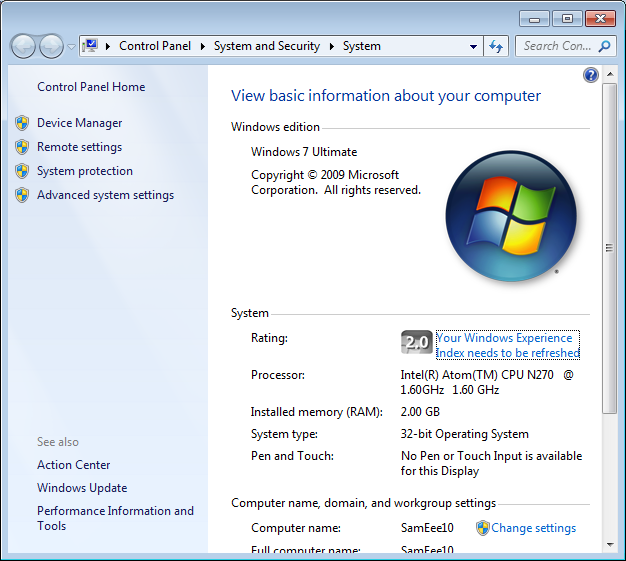 Control Panel
System and Security
System
Search Con...
Control Panel Home
Device Manager
Remote settings
System protection
Advanced system settings
See also
Action Center
Windows Update
Performance Information and
Tools
View basic information about your computer
Windows edition
Windows 7 Ultimate
Copyright © 2009 Microsoft
Corporation. All rights reserved.
System
Rating:
2,0
Your Windows Experience
Index needs to be refreshed
Processor:
Intel(R) Atom(TM) CPU N270 @
1.60GHz 1.60 GHz
Installed memory (RAM):
2.00 GB
System type:
32-bit Operating System
Pen and Touch:
No Pen or Touch Input is available
for this Display
Computer name, domain, and workgroup settings
Computer name:
SamEee10
Change settings
Full computer name:
SamEee10